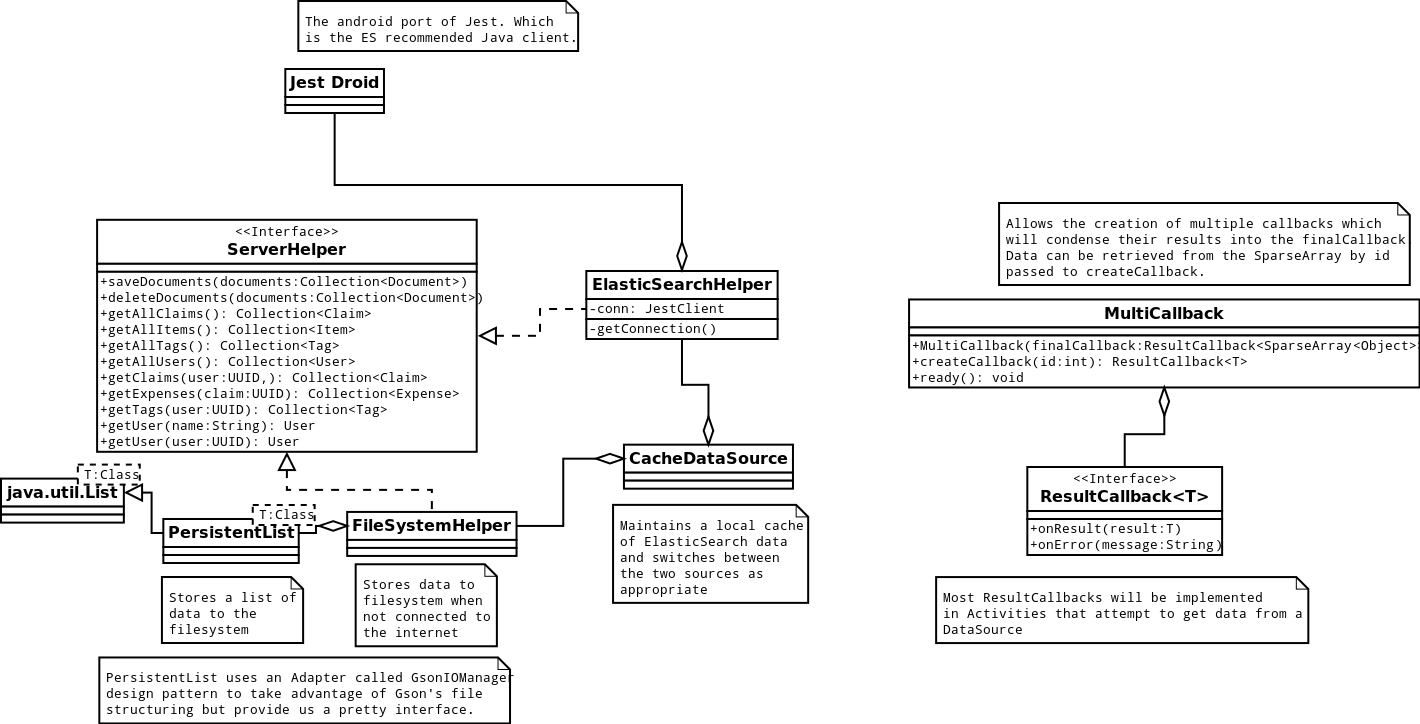 The android port of Jest. Which
is the ES recommended Java client.
Jest Droid
<<Interface>>
ServerHelper
+saveDocuments(documents:Collection<Document>)
+deleteDocuments(documents:Collection<Document>)
+getAllClaims(): Collection<Claim>
+getAllItems(): Collection<Item>
+getAllTags(): Collection<Tag>
+getAllUsers(): Collection<User>
+getClaims(user:UUID,): Collection<Claim>
+getExpenses(claim:UUID): Collection<Expense>
+getTags(user:UUID): Collection<Tag>
+getUser(name:String): User
+getUser(user:UUID): User
ElasticSearchHelper
-conn: JestClient
-getConnection()
CacheDataSource
Maintains a local cache
of ElasticSearch data
and switches between
the two sources as
appropriate
T:Class
java.util.List
T:Class
PersistentList
Stores a list of
data to the
filesystem
FileSystemHelper
Stores data to
filesystem when
not connected to
the internet
PersistentList uses an Adapter called GsonIOManager
design pattern to take advantage of Gson's file
structuring but provide us a pretty interface.
Allows the creation of multiple callbacks which
will condense their results into the finalCallback
Data can be retrieved from the SparseArray by id
passed to createCallback.
MultiCallback
+MultiCallback(finalCallback:ResultCallback<SparseArray<Object>
+createCallback(id:int): ResultCallback<T>
+ready(): void
<<Interface>>
ResultCallback<T>
+onResult(result:T)
+onError(message:String)
Most ResultCallbacks will be implemented
in Activities that attempt to get data from a
DataSource